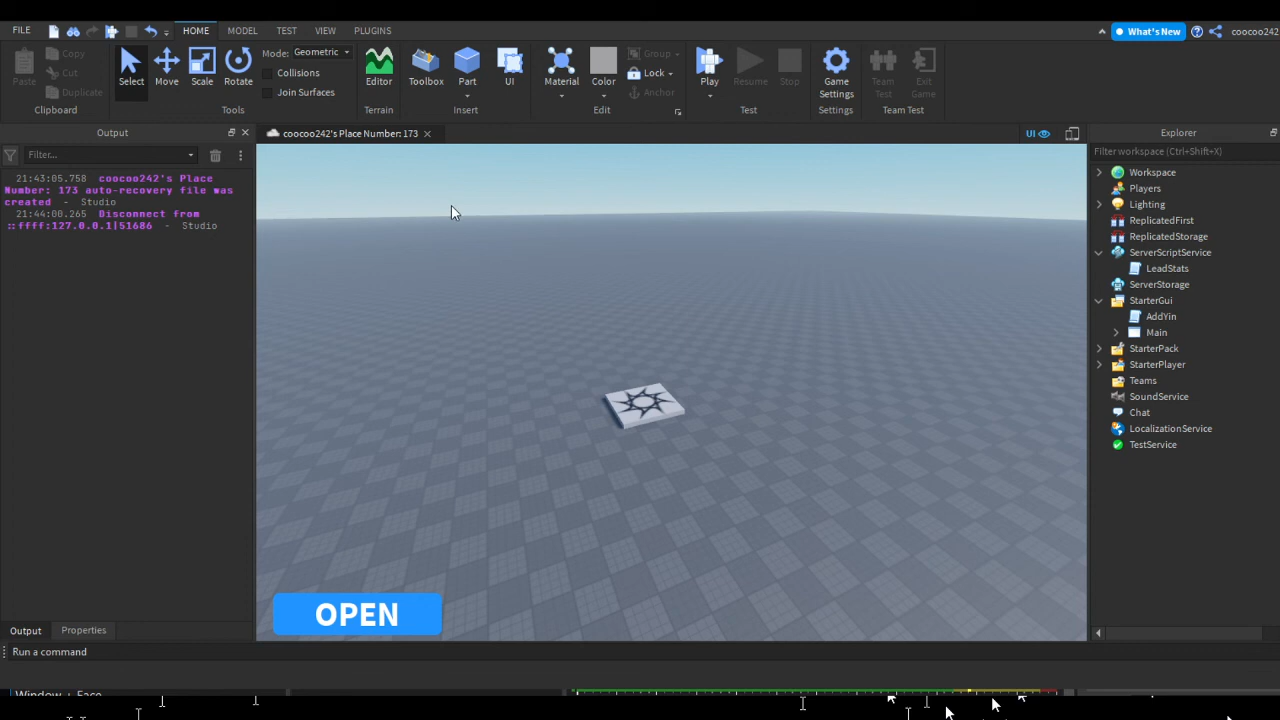 FILE HOME MODEL TEST VIEW PLUGINS What's New coocoo242
Paste Copy Cut Duplicate Select Move Scale Rotate Mode: Geometric Collisions Join Surfaces Editor Toolbox Part UI Material Color Group Lock Anchor Play Resume Stop Game Settings Team Test Exit Game
Clipboard Tools Terrain Insert Edit Test Settings Team Test
Output
Filter...
21:43:05.758 coocoo242's Place
Number: 173 auto-recovery file was
created - Studio
21:44:00.265 Disconnect from
::ffff:127.0.0.1|51686 - Studio
coocoo242's Place Number: 173
UI
OPEN
Explorer
Filter workspace (Ctrl+Shift+X)
Workspace
Players
Lighting
ReplicatedFirst
ReplicatedStorage
ServerScriptService
LeadStats
ServerStorage
StarterGui
AddYin
Main
StarterPack
StarterPlayer
Teams
SoundService
Chat
LocalizationService
TestService
Output Properties
Run a command
Window + Face